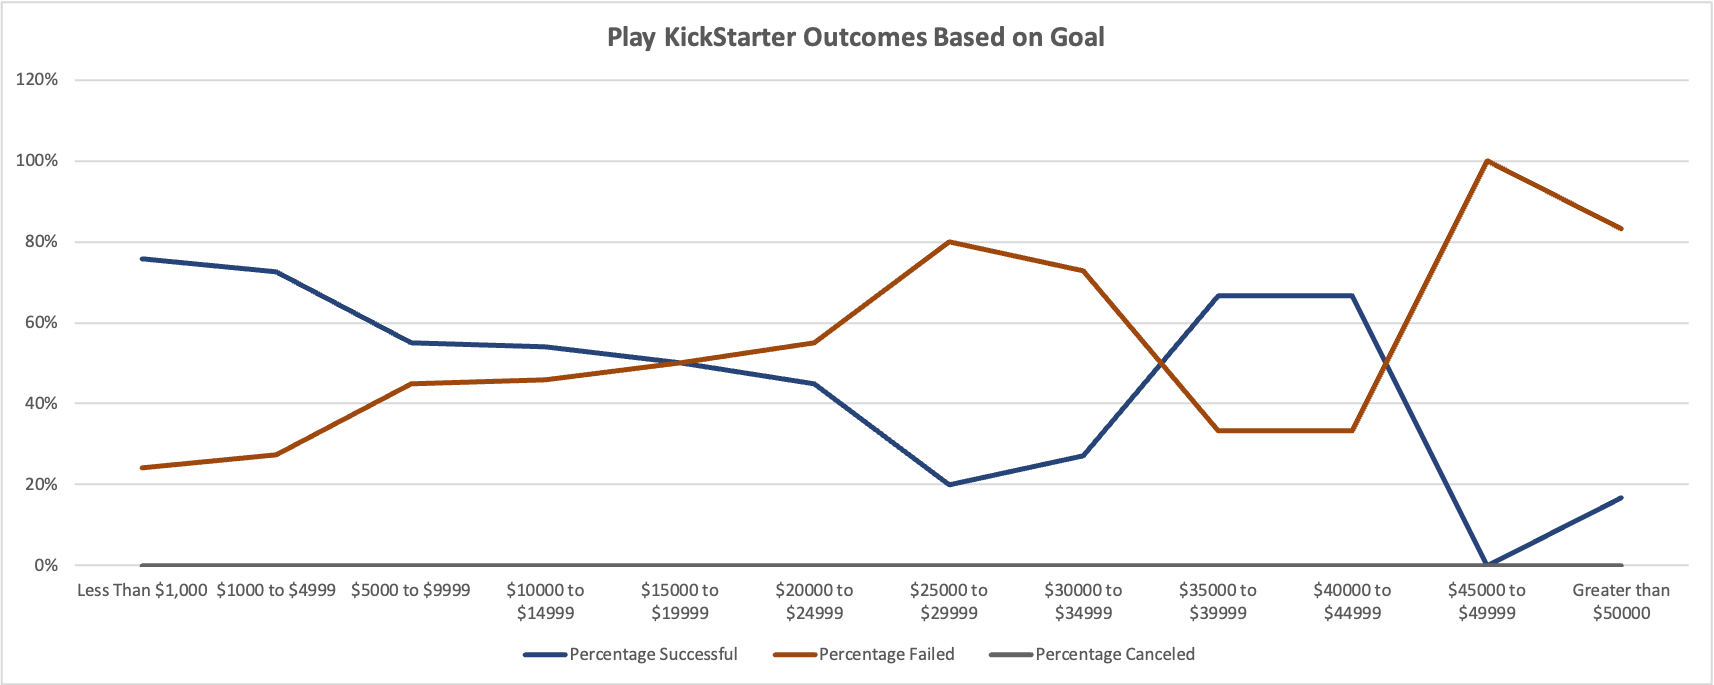 Play KickStarter Outcomes Based on Goal
120%
100%
80%
60%
40%
20%
0%
Less Than $1,000
$1000 to $4999
$5000 to $9999
$10000 to
$14999
$15000 to
$19999
$20000 to
$24999
$25000 to
$29999
$30000 to
$34999
$35000 to
$39999
$40000 to
$44999
$45000 to
$49999
Greater than
$50000
Percentage Successful
Percentage Failed
Percentage Canceled